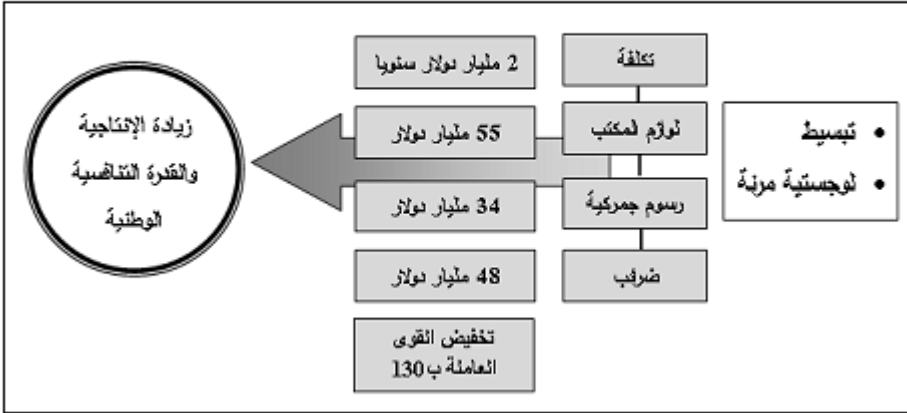 تبسيط
لوجستية مرنة
تكلفة
لوازم المكتب
رسوم جمركية
ضرائب
2 مليار دولار سنويا
55 مليار دولار
34 مليار دولار
48 مليار دولار
تخفيض القوى
العاملة ب 130
زيادة الإنتاجية
والقدرة التنافسية
الوطنية